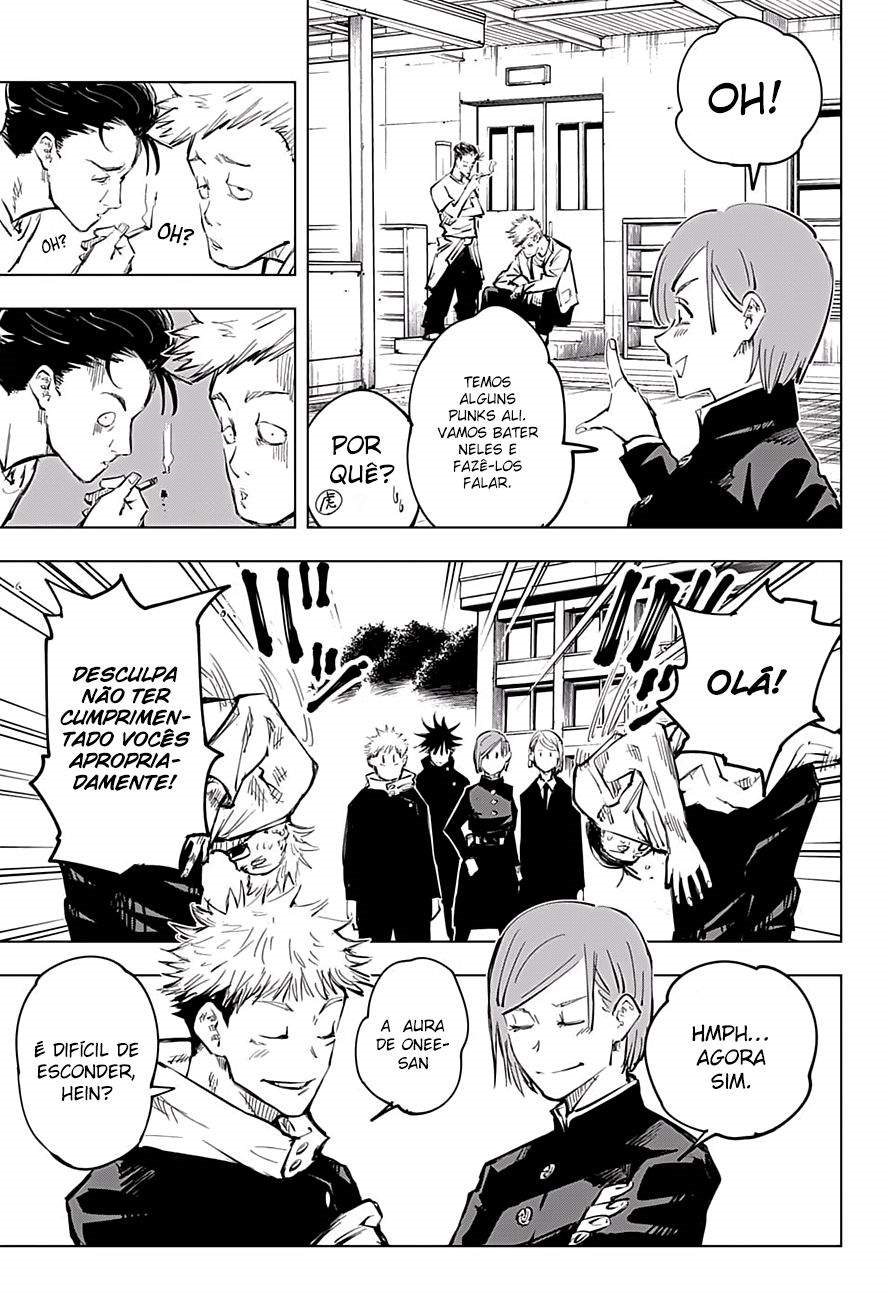 OH!
TEMOS
ALGUNS
PUNKS ALI.
VAMOS BATER
NELES E
FAZÊ-LOS
FALAR.
POR
QUÊ?
虎
OH?
OH?
OLÁ!
DESCULPA
NÃO TER
CUMPRIMEN-
TADO VOCÊS
APROPRIA-
DAMENTE!
HMPH...
AGORA
SIM.
A AURA
DE ONEE-
SAN
É DIFÍCIL DE
ESCONDER,
HEIN?